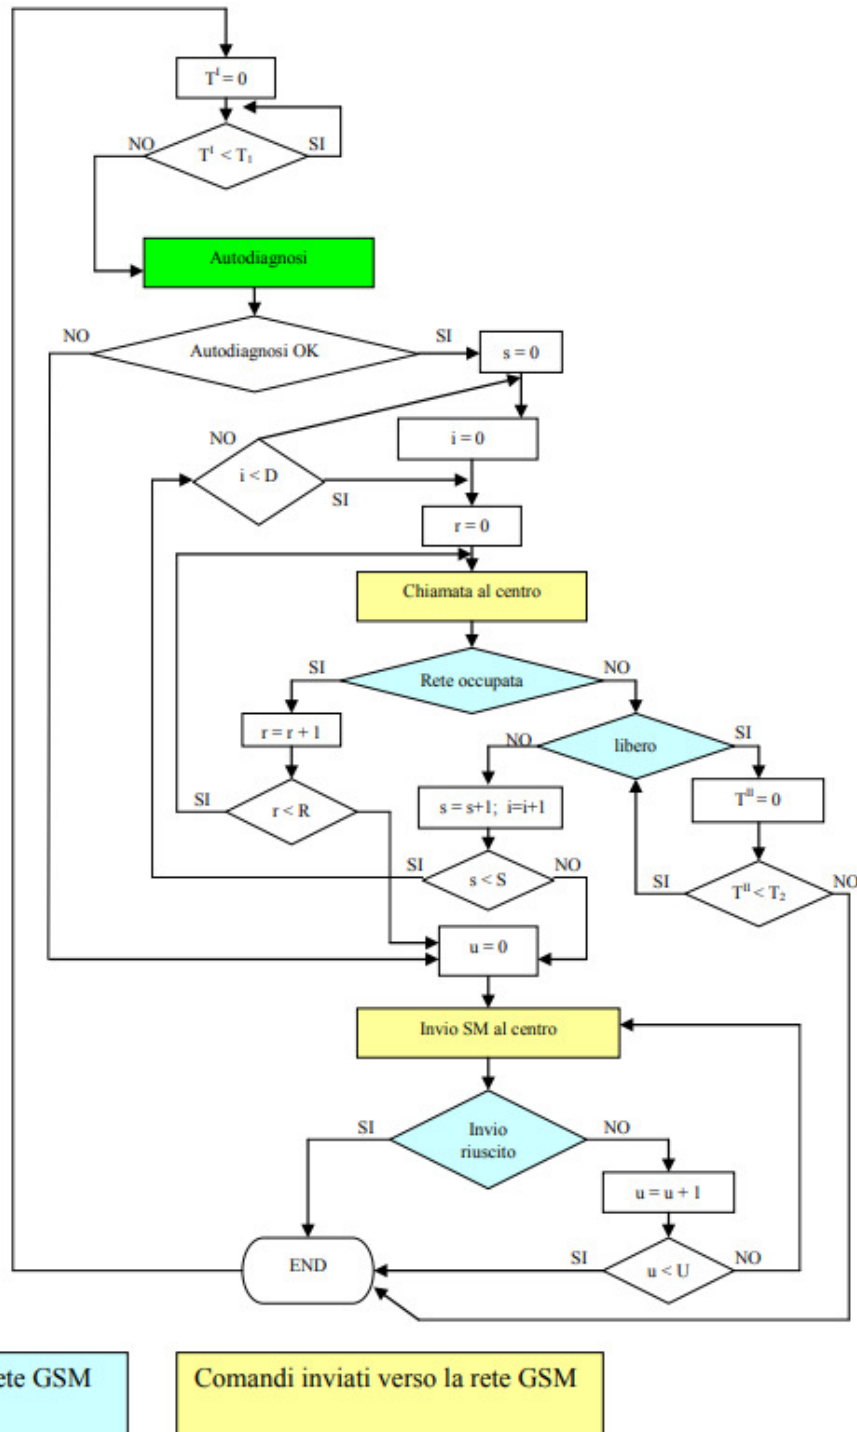 T^I = 0
NO
T^I < T₁
SI
Autodiagnosi
NO
Autodiagnosi OK
SI
s = 0
NO
i < D
SI
i = 0
r = 0
Chiamata al centro
SI
Rete occupata
NO
r = r + 1
NO
libero
SI
SI
r < R
s = s+1; i=i+1
T^II = 0
SI
s < S
NO
SI
T^II < T₂
NO
u = 0
Invio SM al centro
SI
Invio
riuscito
NO
u = u + 1
END
SI
u < U
NO
ete GSM
Comandi inviati verso la rete GSM